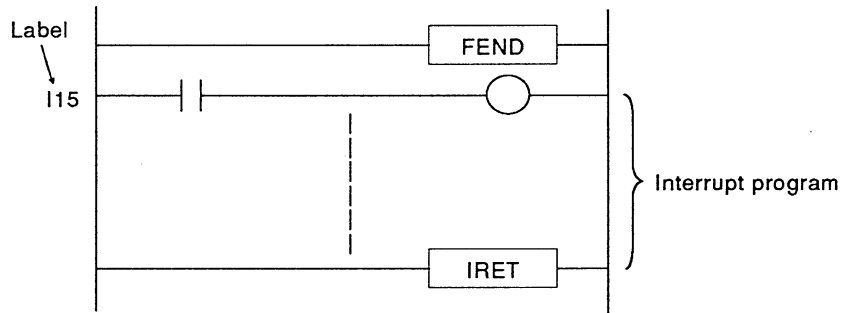 Label
FEND
I15
Interrupt program
IRET